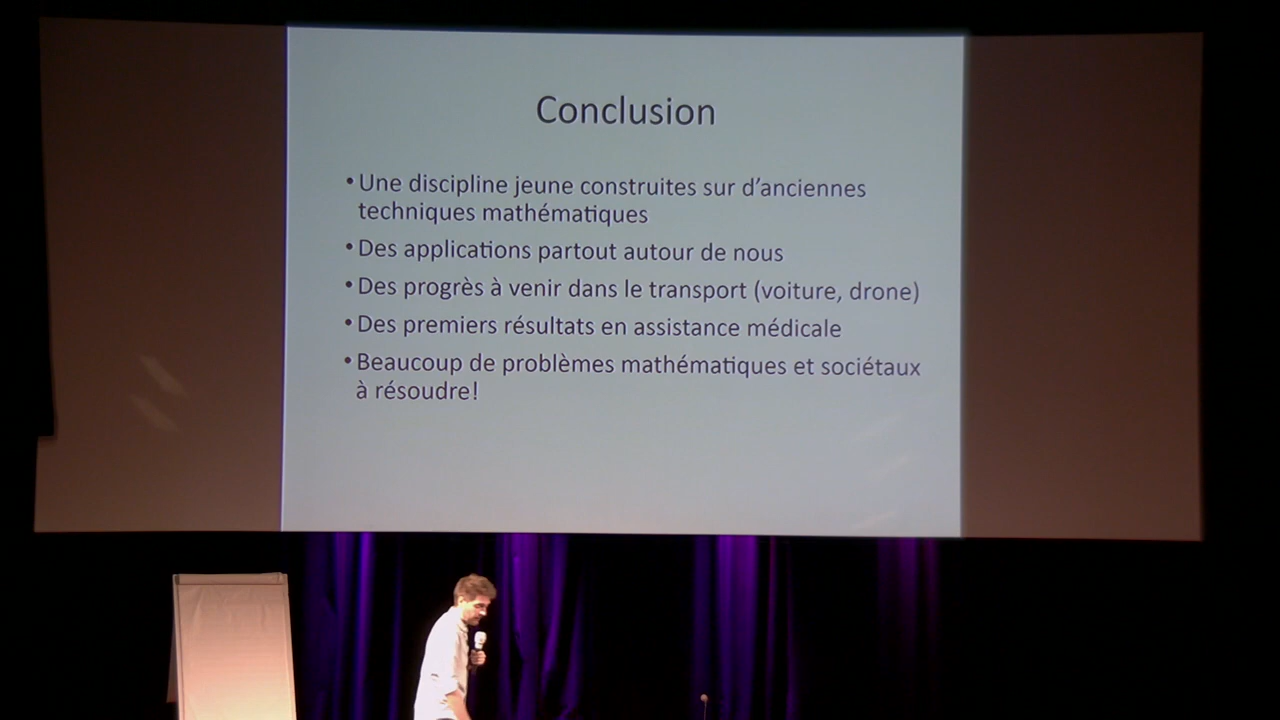 Conclusion
• Une discipline jeune construites sur d’anciennes
techniques mathématiques
• Des applications partout autour de nous
• Des progrès à venir dans le transport (voiture, drone)
• Des premiers résultats en assistance médicale
• Beaucoup de problèmes mathématiques et sociétaux
à résoudre!